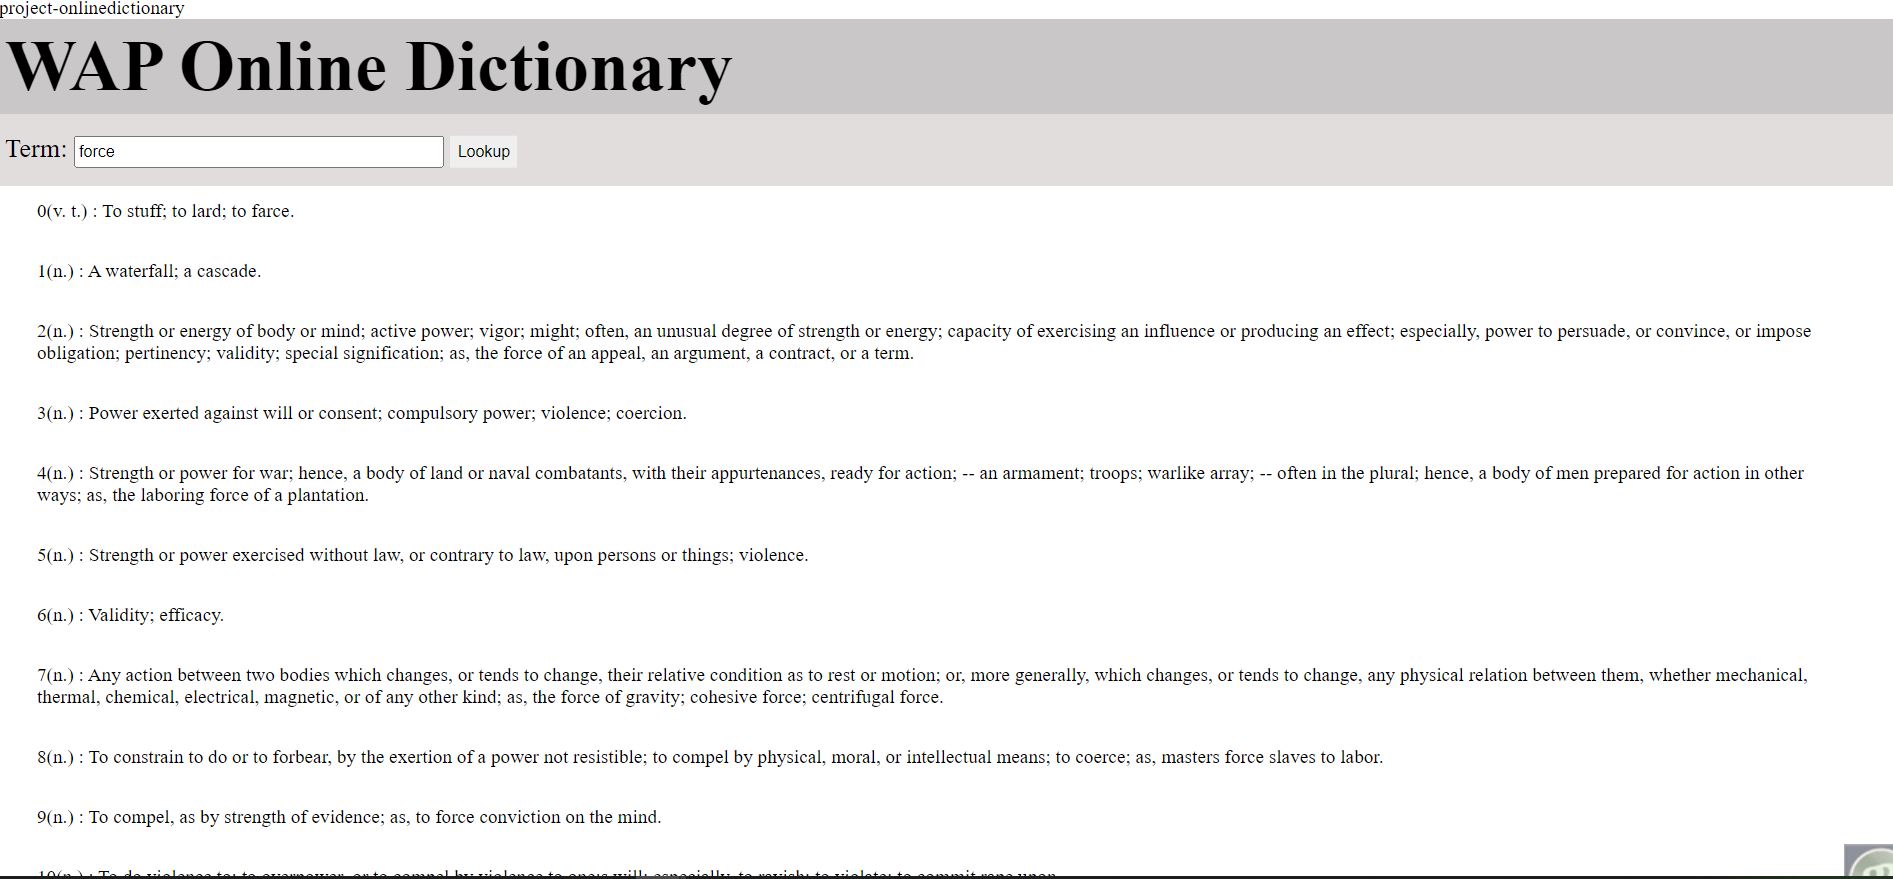 project-onlinedictionary
WAP Online Dictionary
Term: force Lookup
0(v. t.) : To stuff; to lard; to farce.
1(n.) : A waterfall; a cascade.
2(n.) : Strength or energy of body or mind; active power; vigor; might; often, an unusual degree of strength or energy; capacity of exercising an influence or producing an effect; especially, power to persuade, or convince, or impose
obligation; pertinency; validity; special signification; as, the force of an appeal, an argument, a contract, or a term.
3(n.) : Power exerted against will or consent; compulsory power; violence; coercion.
4(n.) : Strength or power for war; hence, a body of land or naval combatants, with their appurtenances, ready for action; -- an armament; troops; warlike array; -- often in the plural; hence, a body of men prepared for action in other
ways; as, the laboring force of a plantation.
5(n.) : Strength or power exercised without law, or contrary to law, upon persons or things; violence.
6(n.) : Validity; efficacy.
7(n.) : Any action between two bodies which changes, or tends to change, their relative condition as to rest or motion; or, more generally, which changes, or tends to change, any physical relation between them, whether mechanical,
thermal, chemical, electrical, magnetic, or of any other kind; as, the force of gravity; cohesive force; centrifugal force.
8(n.) : To constrain to do or to forbear, by the exertion of a power not resistible; to compel by physical, moral, or intellectual means; to coerce; as, masters force slaves to labor.
9(n.) : To compel, as by strength of evidence; as, to force conviction on the mind.